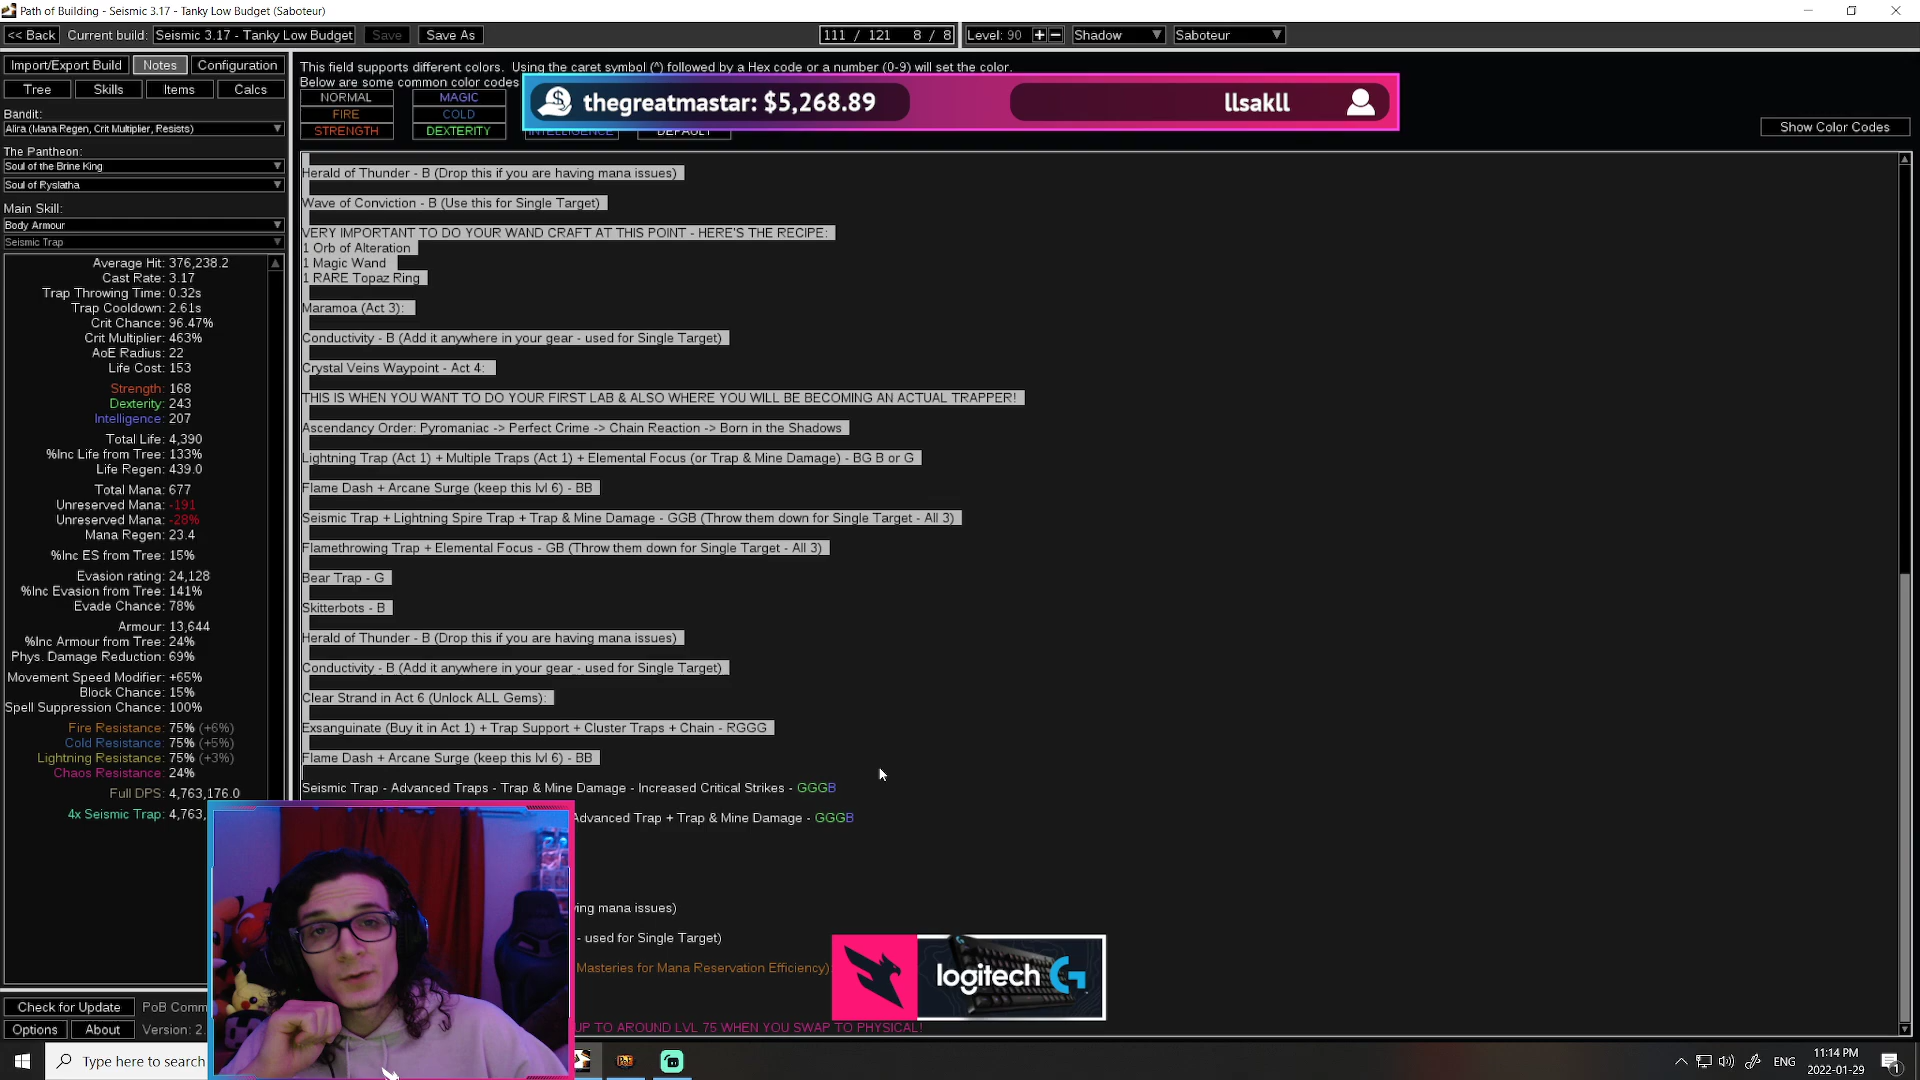 Path of Building - Seismic 3.17 - Tanky Low Budget (Saboteur)
<< Back Current build: Seismic 3.17 - Tanky Low Budget Save Save As 111 / 121 8 / 8 Level: 90 Shadow Saboteur
Import/Export Build Notes Configuration
Tree Skills Items Calcs
Bandit:
Alira (Mana Regen, Crit Multiplier, Resists)
The Pantheon:
Soul of the Brine King
Soul of Ryslatha
Main Skill:
Body Armour
Seismic Trap
Average Hit: 376,238.2
Cast Rate: 3.17
Trap Throwing Time: 0.32s
Trap Cooldown: 2.61s
Crit Chance: 96.47%
Crit Multiplier: 463%
AoE Radius: 22
Life Cost: 153
Strength: 168
Dexterity: 243
Intelligence: 207
Total Life: 4,390
%Inc Life from Tree: 133%
Life Regen: 439.0
Total Mana: 677
Unreserved Mana: -191
Unreserved Mana: -28%
Mana Regen: 23.4
%Inc ES from Tree: 15%
Evasion rating: 24,128
%Inc Evasion from Tree: 141%
Evade Chance: 78%
Armour: 13,644
%Inc Armour from Tree: 24%
Phys. Damage Reduction: 69%
Movement Speed Modifier: +65%
Block Chance: 15%
Spell Suppression Chance: 100%
Fire Resistance: 75% (+6%)
Cold Resistance: 75% (+5%)
Lightning Resistance: 75% (+3%)
Chaos Resistance: 24%
Full DPS: 4,763,176.0
4x Seismic Trap: 4,763,
Check for Update PoB Comm
Options About Version: 2.
This field supports different colors. Using the caret symbol (^) followed by a Hex code or a number (0-9) will set the color.
Below are some common color codes
NORMAL MAGIC
FIRE COLD
STRENGTH DEXTERITY INTELLIGENCE DEFAULT
thegreatmastar: $5,268.89 llsakll
Show Color Codes
Herald of Thunder - B (Drop this if you are having mana issues)
Wave of Conviction - B (Use this for Single Target)
VERY IMPORTANT TO DO YOUR WAND CRAFT AT THIS POINT - HERE'S THE RECIPE:
1 Orb of Alteration
1 Magic Wand
1 RARE Topaz Ring
Maramoa (Act 3):
Conductivity - B (Add it anywhere in your gear - used for Single Target)
Crystal Veins Waypoint - Act 4:
THIS IS WHEN YOU WANT TO DO YOUR FIRST LAB & ALSO WHERE YOU WILL BE BECOMING AN ACTUAL TRAPPER!
Ascendancy Order: Pyromaniac -> Perfect Crime -> Chain Reaction -> Born in the Shadows
Lightning Trap (Act 1) + Multiple Traps (Act 1) + Elemental Focus (or Trap & Mine Damage) - BG B or G
Flame Dash + Arcane Surge (keep this lvl 6) - BB
Seismic Trap + Lightning Spire Trap + Trap & Mine Damage - GGB (Throw them down for Single Target - All 3)
Flamethrowing Trap + Elemental Focus - GB (Throw them down for Single Target - All 3)
Bear Trap - G
Skitterbots - B
Herald of Thunder - B (Drop this if you are having mana issues)
Conductivity - B (Add it anywhere in your gear - used for Single Target)
Clear Strand in Act 6 (Unlock ALL Gems):
Exsanguinate (Buy it in Act 1) + Trap Support + Cluster Traps + Chain - RGGG
Flame Dash + Arcane Surge (keep this lvl 6) - BB
Seismic Trap - Advanced Traps - Trap & Mine Damage - Increased Critical Strikes - GGGB
Advanced Trap + Trap & Mine Damage - GGGB
ing mana issues)
- used for Single Target)
Masteries for Mana Reservation Efficiency)
UP TO AROUND LVL 75 WHEN YOU SWAP TO PHYSICAL!
logitech G
Type here to search
ENG 11:14 PM
2022-01-29
1